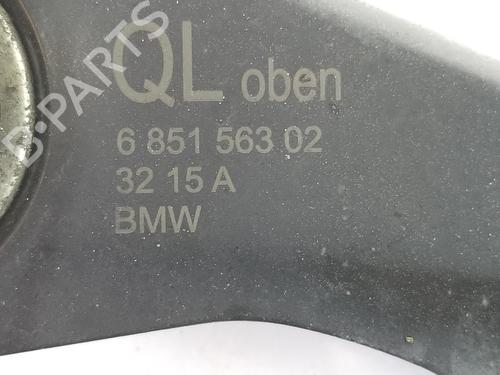 QL oben
6 851 563 02
32 15 A
BMW
B-PARTS